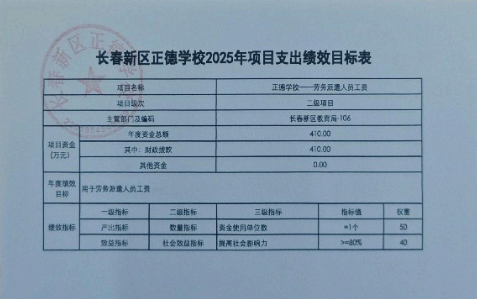 长春新区正德学校2025年项目支出绩效目标表
项目名称 正德学校——劳务派遣人员工资
项目级次 二级项目
主管部门及编码 长春新区教育局-106
项目资金(万元) 年度资金总额 410.00
其中：财政拨款 410.00
其他资金 0.00
年度绩效目标 用于劳务派遣人员工资
绩效指标 一级指标 二级指标 三级指标 指标值 权重
产出指标 数量指标 资金使用单位数 =1个 50
效益指标 社会效益指标 提高社会影响力 >=80% 40
长春新区正德学校